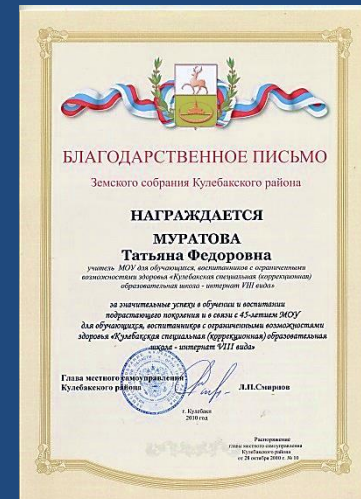 БЛАГОДАРСТВЕННОЕ ПИСЬМО
Земского собрания Кулебакского района
НАГРАЖДАЕТСЯ
МУРАТОВА
Татьяна Федоровна
учитель МОУ для обучающихся, воспитанников с ограниченными
возможностями здоровья «Кулебакская специальная (коррекционная)
образовательная школа - интернат VIII вида»
за значительные успехи в обучении и воспитании
подрастающего поколения и в связи с 45-летием МОУ
для обучающихся, воспитанников с ограниченными возможностями
здоровья «Кулебакская специальная (коррекционная) образовательная
школа - интернат VIII вида»
Глава местного самоуправления
Кулебакского района
Л.П.Смирнов
г. Кулебаки
2010 год
Распоряжение
главы местного самоуправления
Кулебакского района
от 28 октября 2010 г. №